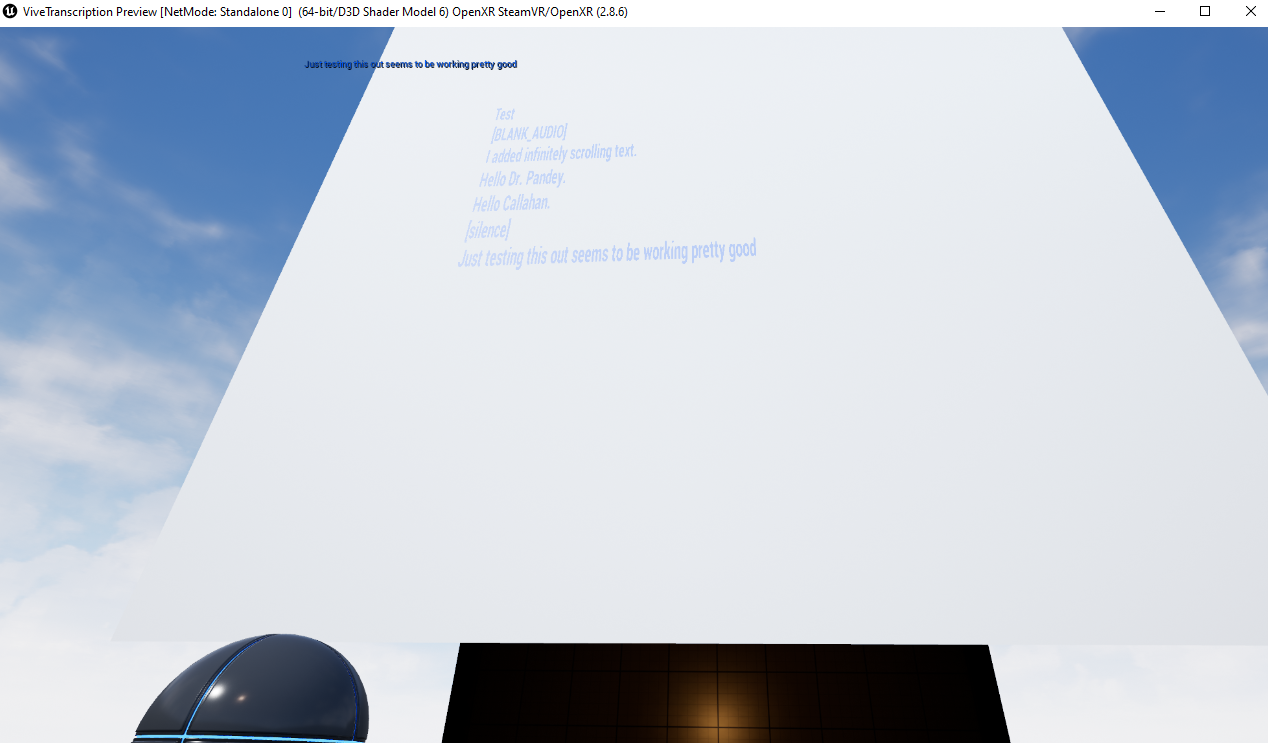 ViveTranscription Preview [NetMode: Standalone 0] (64-bit/D3D Shader Model 6) OpenXR SteamVR/OpenXR (2.8.6)
Just testing this out seems to be working pretty good
Test
[BLANK_AUDIO]
I added infinitely scrolling text.
Hello Dr. Pandey.
Hello Callahan.
[silence]
Just testing this out seems to be working pretty good